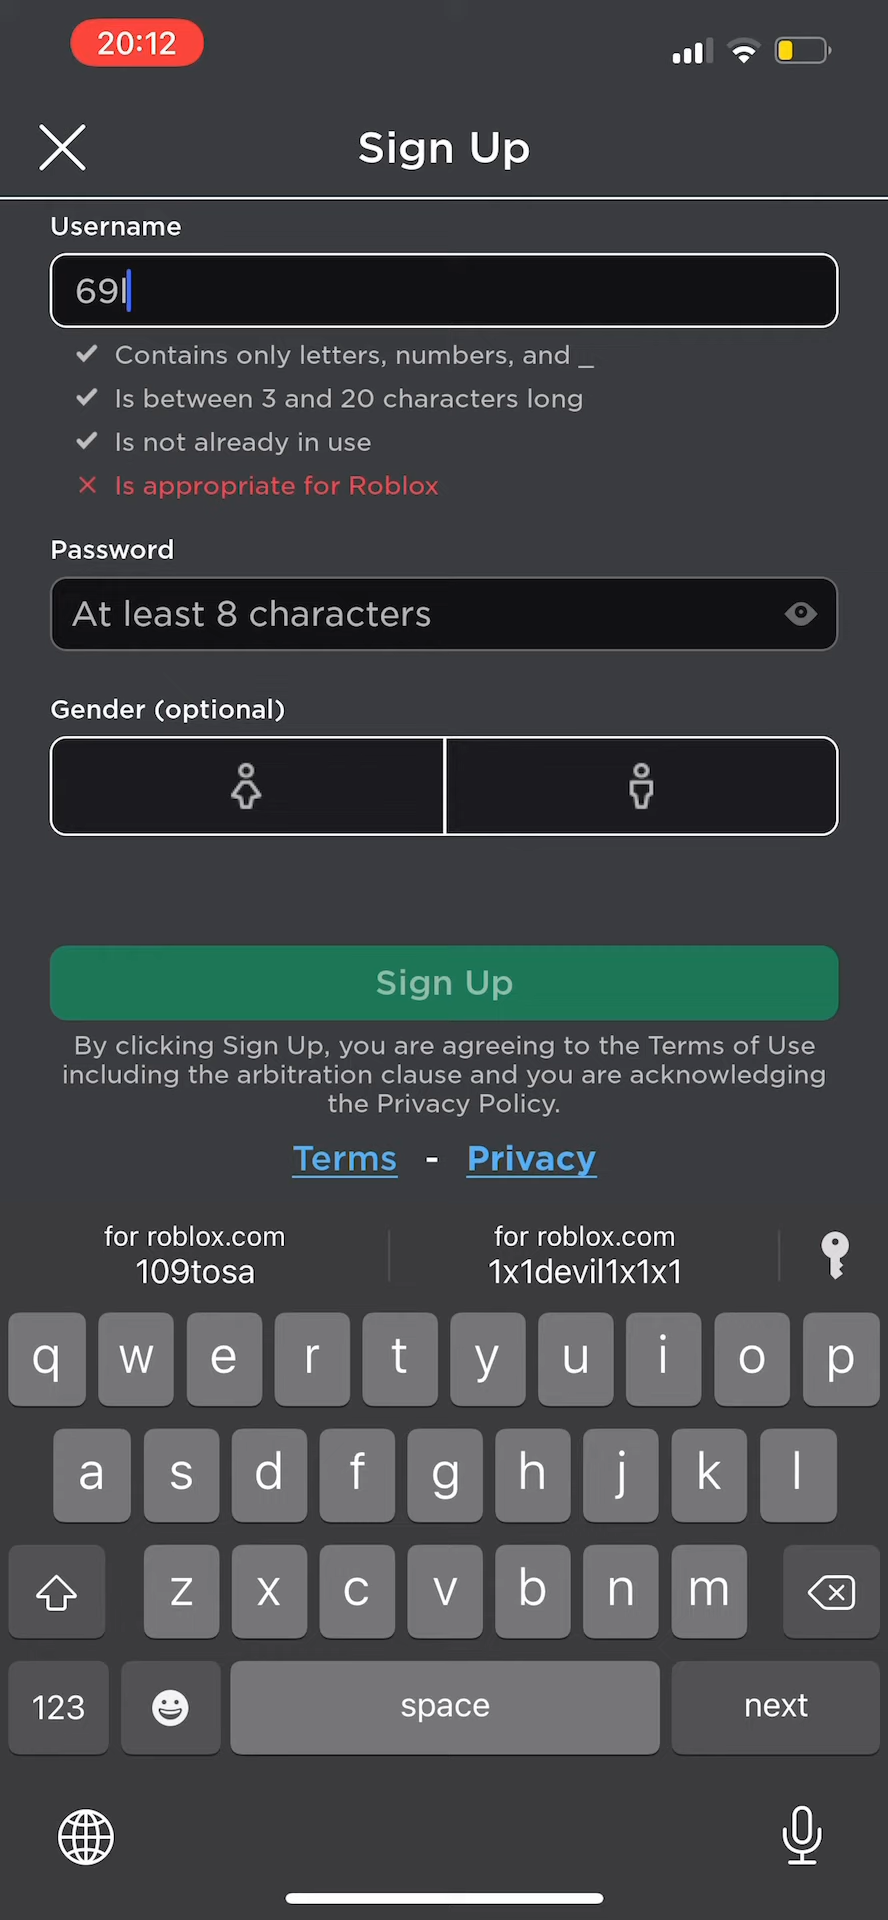 20:12
Sign Up
Username
69l
Contains only letters, numbers, and _
Is between 3 and 20 characters long
Is not already in use
Is appropriate for Roblox
Password
At least 8 characters
Gender (optional)
Sign Up
By clicking Sign Up, you are agreeing to the Terms of Use
including the arbitration clause and you are acknowledging
the Privacy Policy.
Terms - Privacy
for roblox.com for roblox.com
109tosa 1x1devil1x1x1
q w e r t y u i o p
a s d f g h j k l
z x c v b n m
123 space next